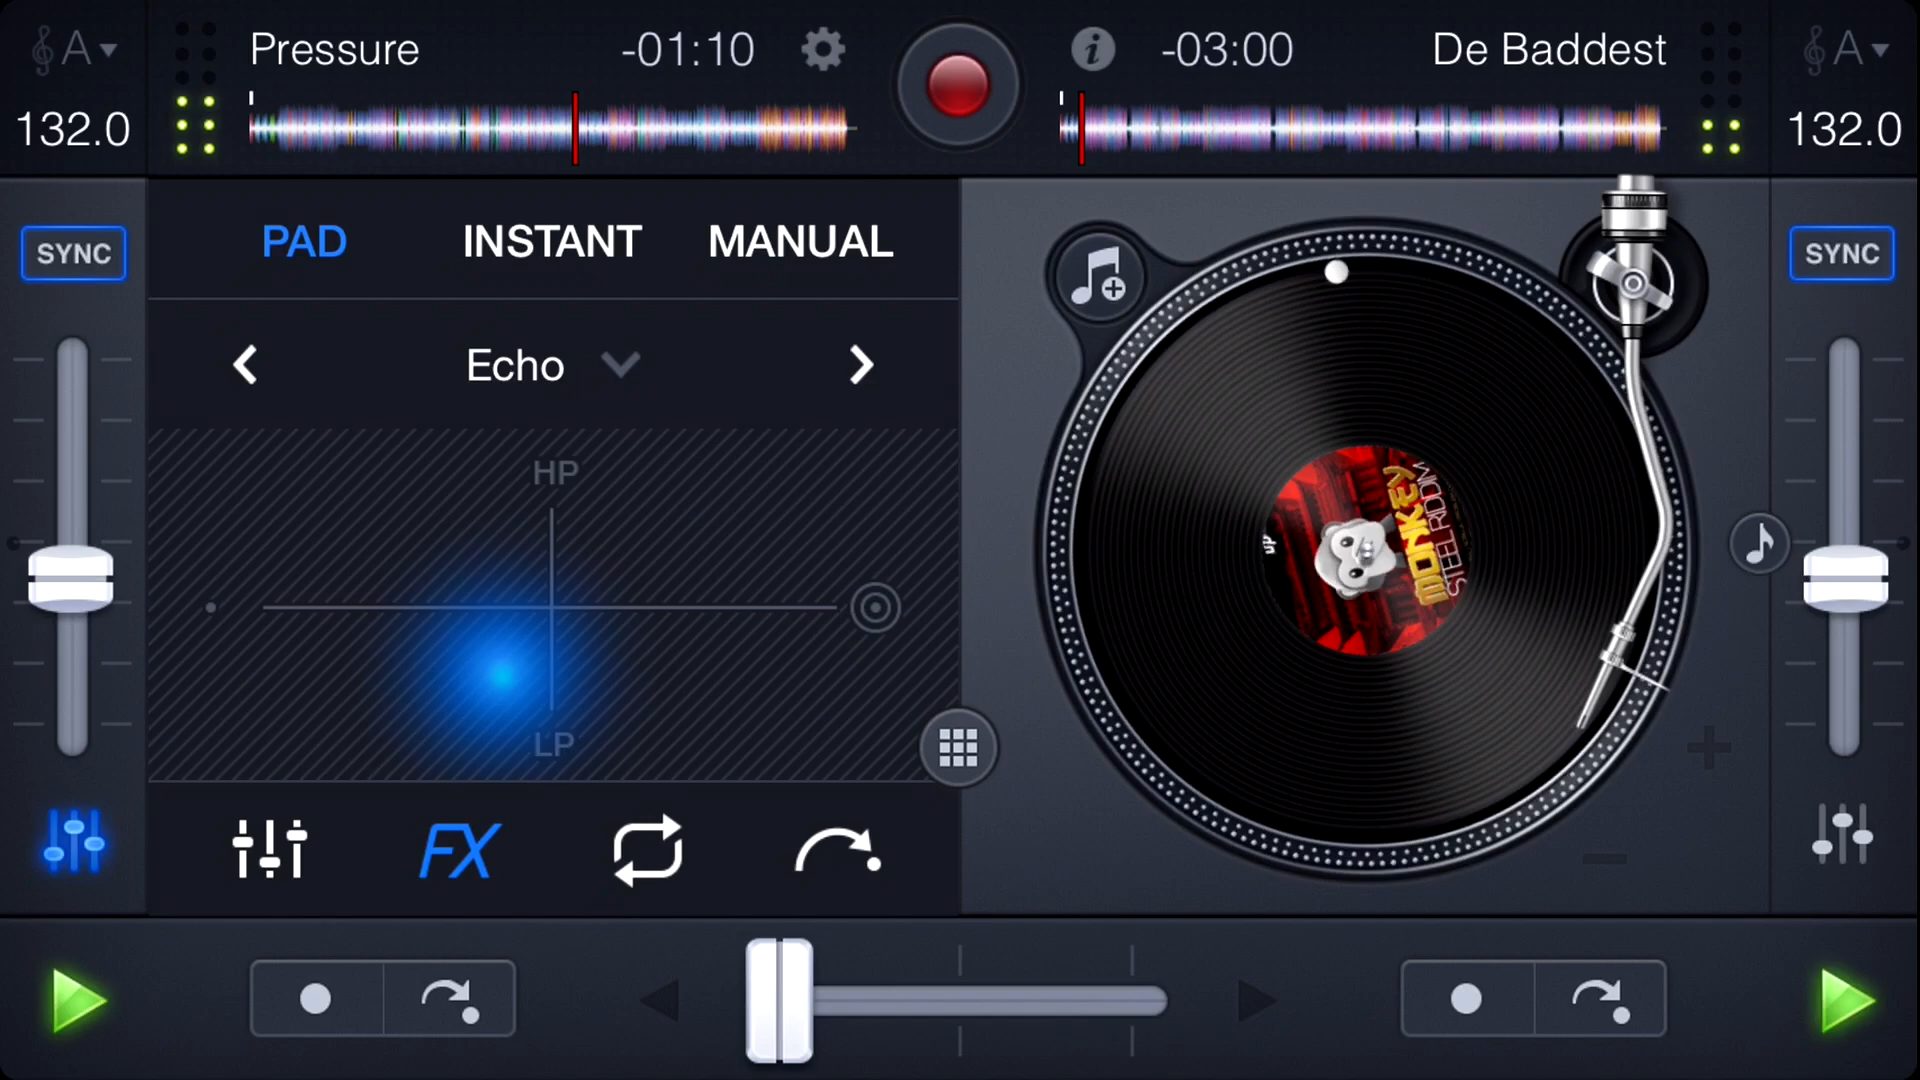 A
Pressure
-01:10
-03:00
De Baddest
A
132.0
132.0
SYNC
PAD
INSTANT
MANUAL
SYNC
Echo
HP
LP
MONKEY
STEEL RIDDIM
FX